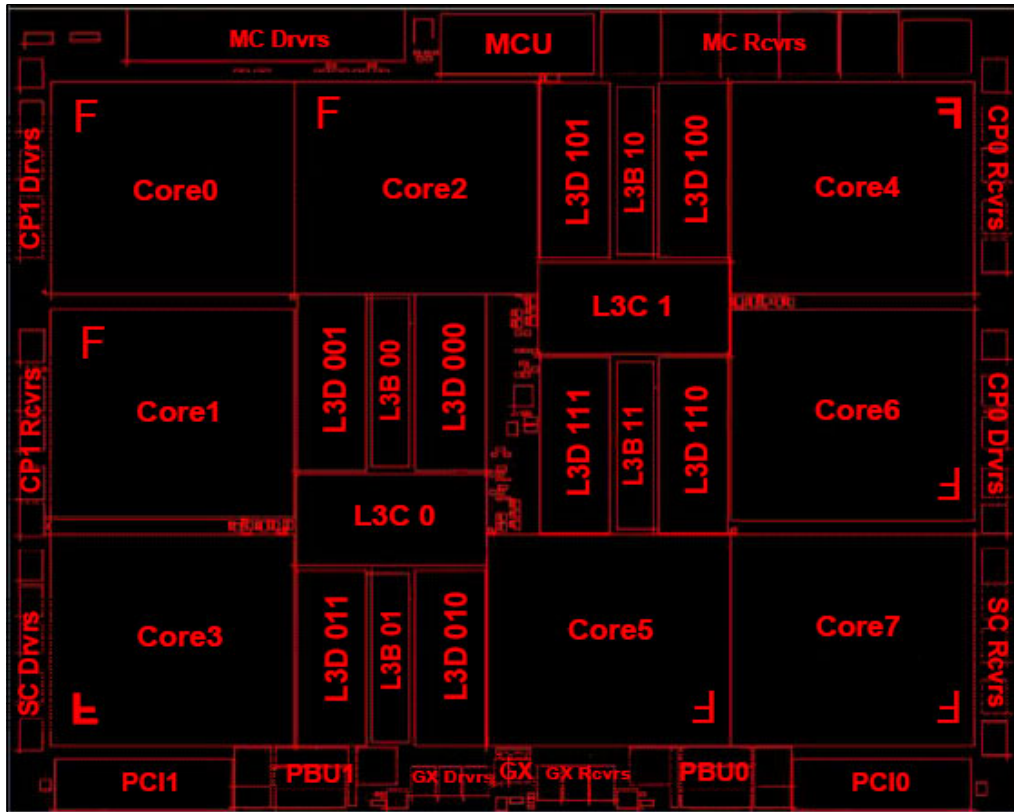 MC Drvrs
MCU
MC Rcvrs
F
F
F
CP1 Drvrs
Core0
Core2
L3D 101
L3B 10
L3D 100
Core4
CP0 Rcvrs
L3C 1
F
CP1 Rcvrs
Core1
L3D 001
L3B 00
L3D 000
L3D 111
L3B 11
L3D 110
Core6
CP0 Drvrs
F
L3C 0
SC Drvrs
Core3
L3D 011
L3B 01
L3D 010
Core5
Core7
SC Rcvrs
F
F
F
PCI1
PBU1
GX Drvrs
GX
GX Rcvrs
PBU0
PCI0